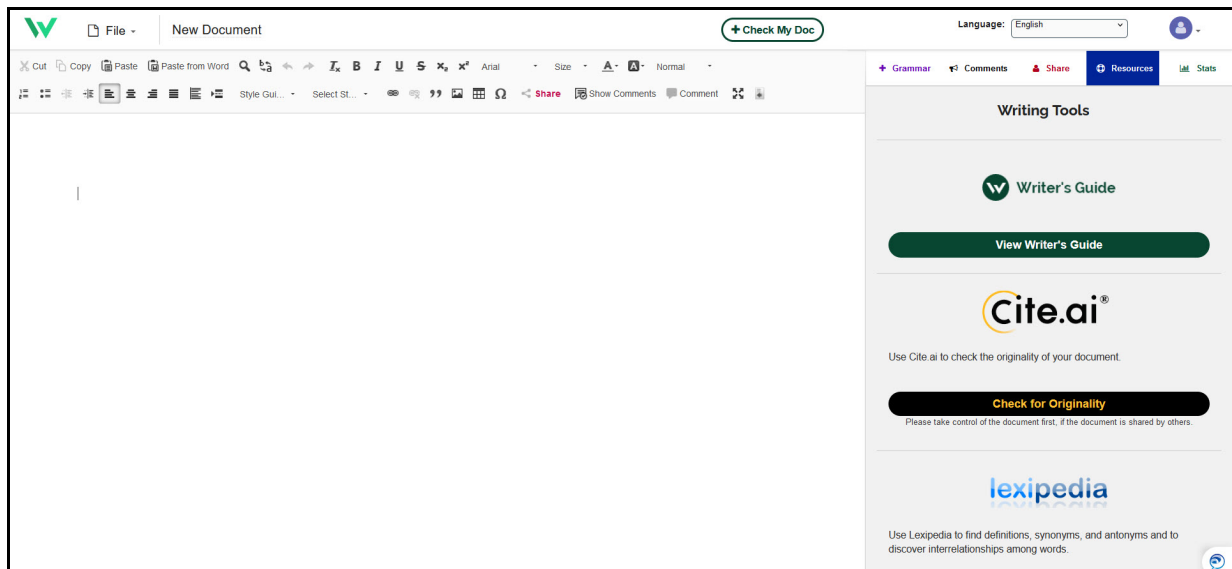 File
New Document
+ Check My Doc
Language: English
Cut Copy Paste Paste from Word B I U S x₂ x² Arial Size A A Normal
Style Gui... Select St... Ω Share Show Comments Comment
+ Grammar Comments Share Resources Stats
Writing Tools
W Writer's Guide
View Writer's Guide
Cite.ai®
Use Cite.ai to check the originality of your document.
Check for Originality
Please take control of the document first, if the document is shared by others.
lexipedia
Use Lexipedia to find definitions, synonyms, and antonyms and to
discover interrelationships among words.